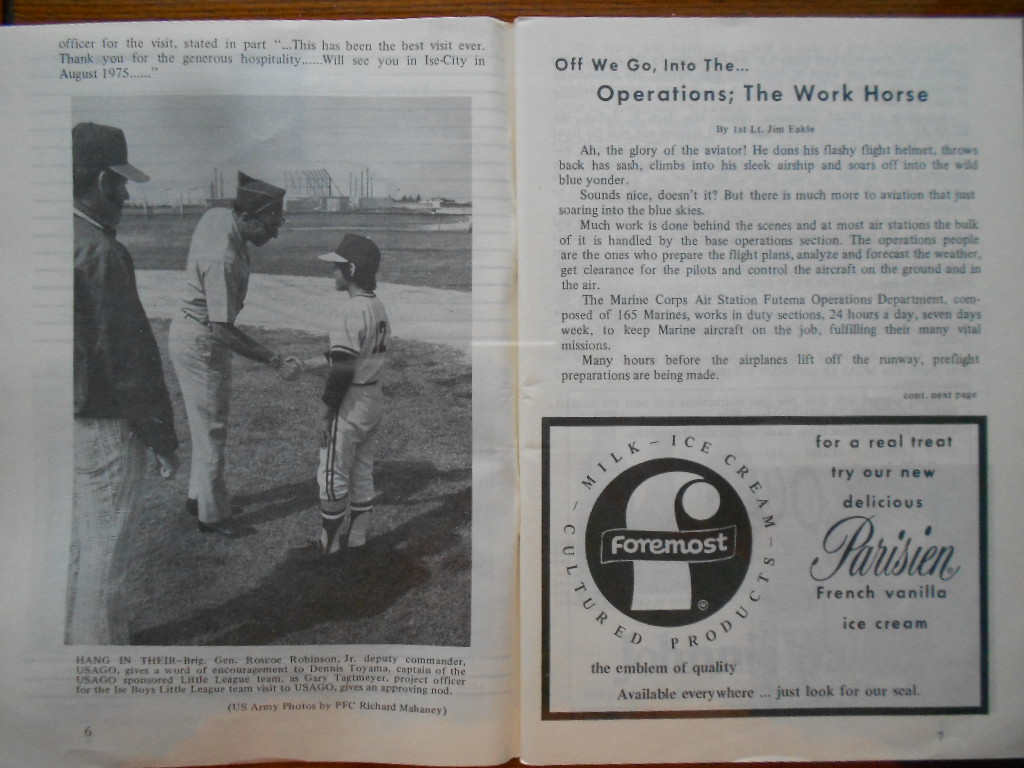 officer for the visit, stated in part "...This has been the best visit ever.
Thank you for the generous hospitality......Will see you in Ise-City in
August 1975......"
12
HANG IN THEIR—Brig. Gen. Roscoe Robinson, Jr. deputy commander,
USAGO, gives a word of encouragement to Dennis Toyama, captain of the
USAGO sponsored Little League team, as Gary Tagtmeyer, project officer
for the Ise Boys Little League team visit to USAGO, gives an approving nod.
(US Army Photos by PFC Richard Mahaney)
6
Off We Go, Into The...
Operations; The Work Horse
By 1st Lt. Jim Eakle
Ah, the glory of the aviator! He dons his flashy flight helmet, throws
back has sash, climbs into his sleek airship and soars off into the wild
blue yonder.
Sounds nice, doesn't it? But there is much more to aviation that just
soaring into the blue skies.
Much work is done behind the scenes and at most air stations the bulk
of it is handled by the base operations section. The operations people
are the ones who prepare the flight plans, analyze and forecast the weather,
get clearance for the pilots and control the aircraft on the ground and in
the air.
The Marine Corps Air Station Futema Operations Department, com-
posed of 165 Marines, works in duty sections, 24 hours a day, seven days
week, to keep Marine aircraft on the job, fulfilling their many vital
missions.
Many hours before the airplanes lift off the runway, preflight
preparations are being made.
cont. next page
MILK – ICE CREAM – CULTURED PRODUCTS –
Foremost
®
the emblem of quality
for a real treat
try our new
delicious
Parisien
French vanilla
ice cream
Available everywhere ... just look for our seal.
7